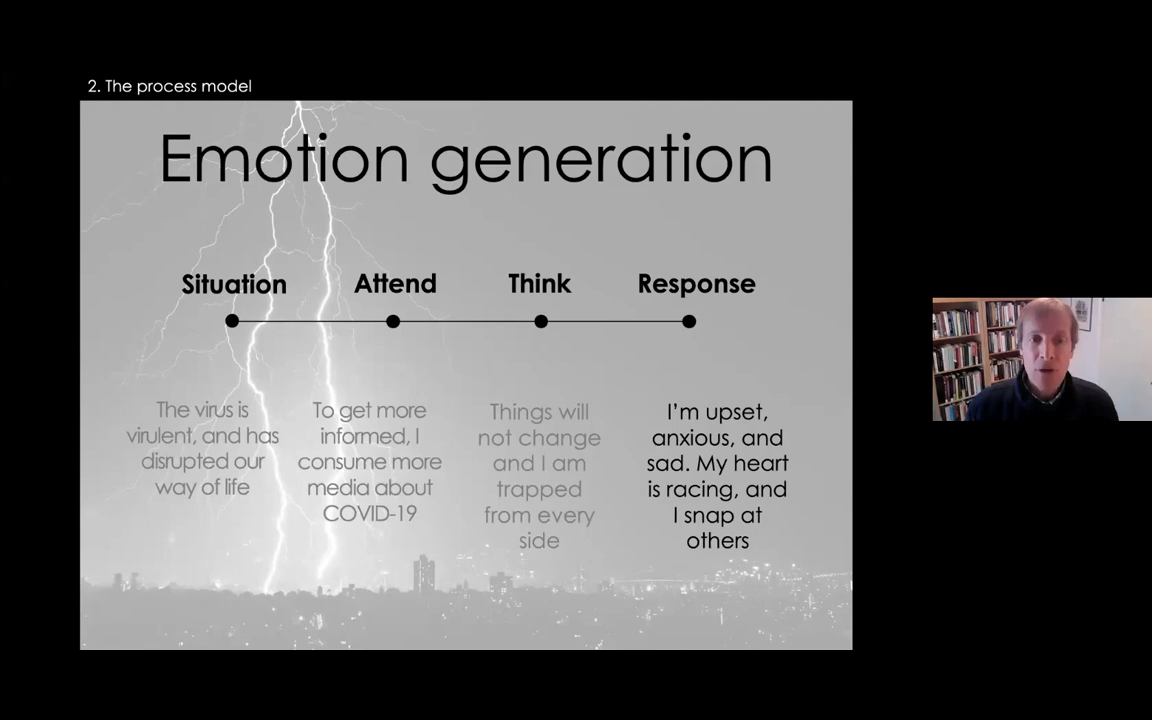 2. The process model
Emotion generation
Situation
Attend
Think
Response
The virus is
virulent, and has
disrupted our
way of life
To get more
informed, I
consume more
media about
COVID-19
Things will
not change
and I am
trapped
from every
side
I'm upset,
anxious, and
sad. My heart
is racing, and
I snap at
others